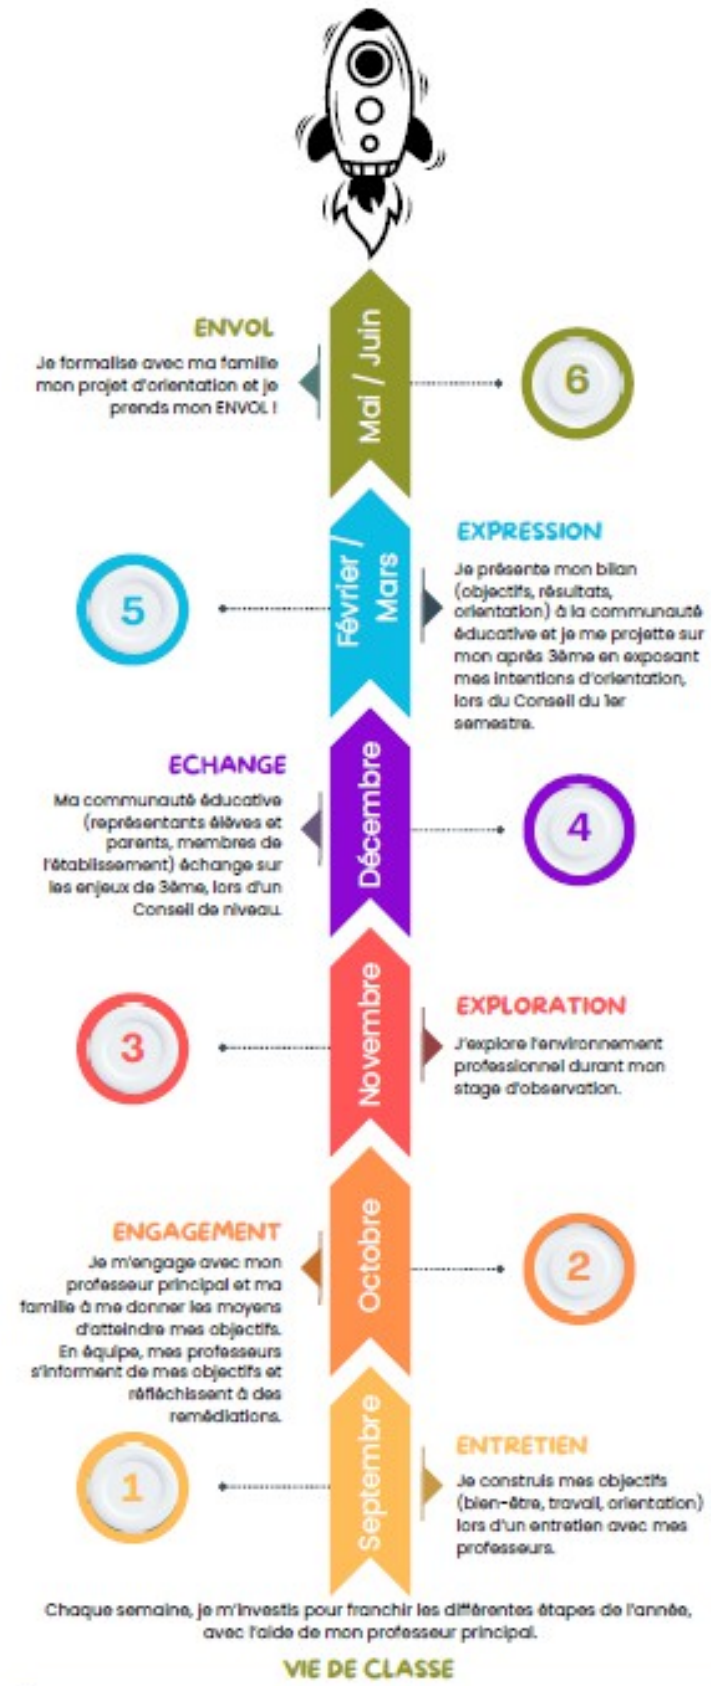 ENVOL
Je formalise avec ma famille
mon projet d'orientation et je
prends mon ENVOL !
Mai / Juin
6
5
Février /
Mars
EXPRESSION
Je présente mon bilan
(objectifs, résultats,
orientation) à la communauté
éducative et je me projette sur
mon après 3ème en exposant
mes intentions d'orientation,
lors du Conseil du 1er
semestre.
ECHANGE
Ma communauté éducative
(représentants élèves et
parents, membres de
l'établissement) échange sur
les enjeux de 3ème, lors d'un
Conseil de niveau.
Décembre
4
3
Novembre
EXPLORATION
J'explore l'environnement
professionnel durant mon
stage d'observation.
ENGAGEMENT
Je m'engage avec mon
professeur principal et ma
famille à me donner les moyens
d'atteindre mes objectifs.
En équipe, mes professeurs
s'informent de mes objectifs et
réfléchissent à des
remédiations.
Octobre
2
1
Septembre
ENTRETIEN
Je construis mes objectifs
(bien-être, travail, orientation)
lors d'un entretien avec mes
professeurs.
Chaque semaine, je m'investis pour franchir les différentes étapes de l'année,
avec l'aide de mon professeur principal.
VIE DE CLASSE